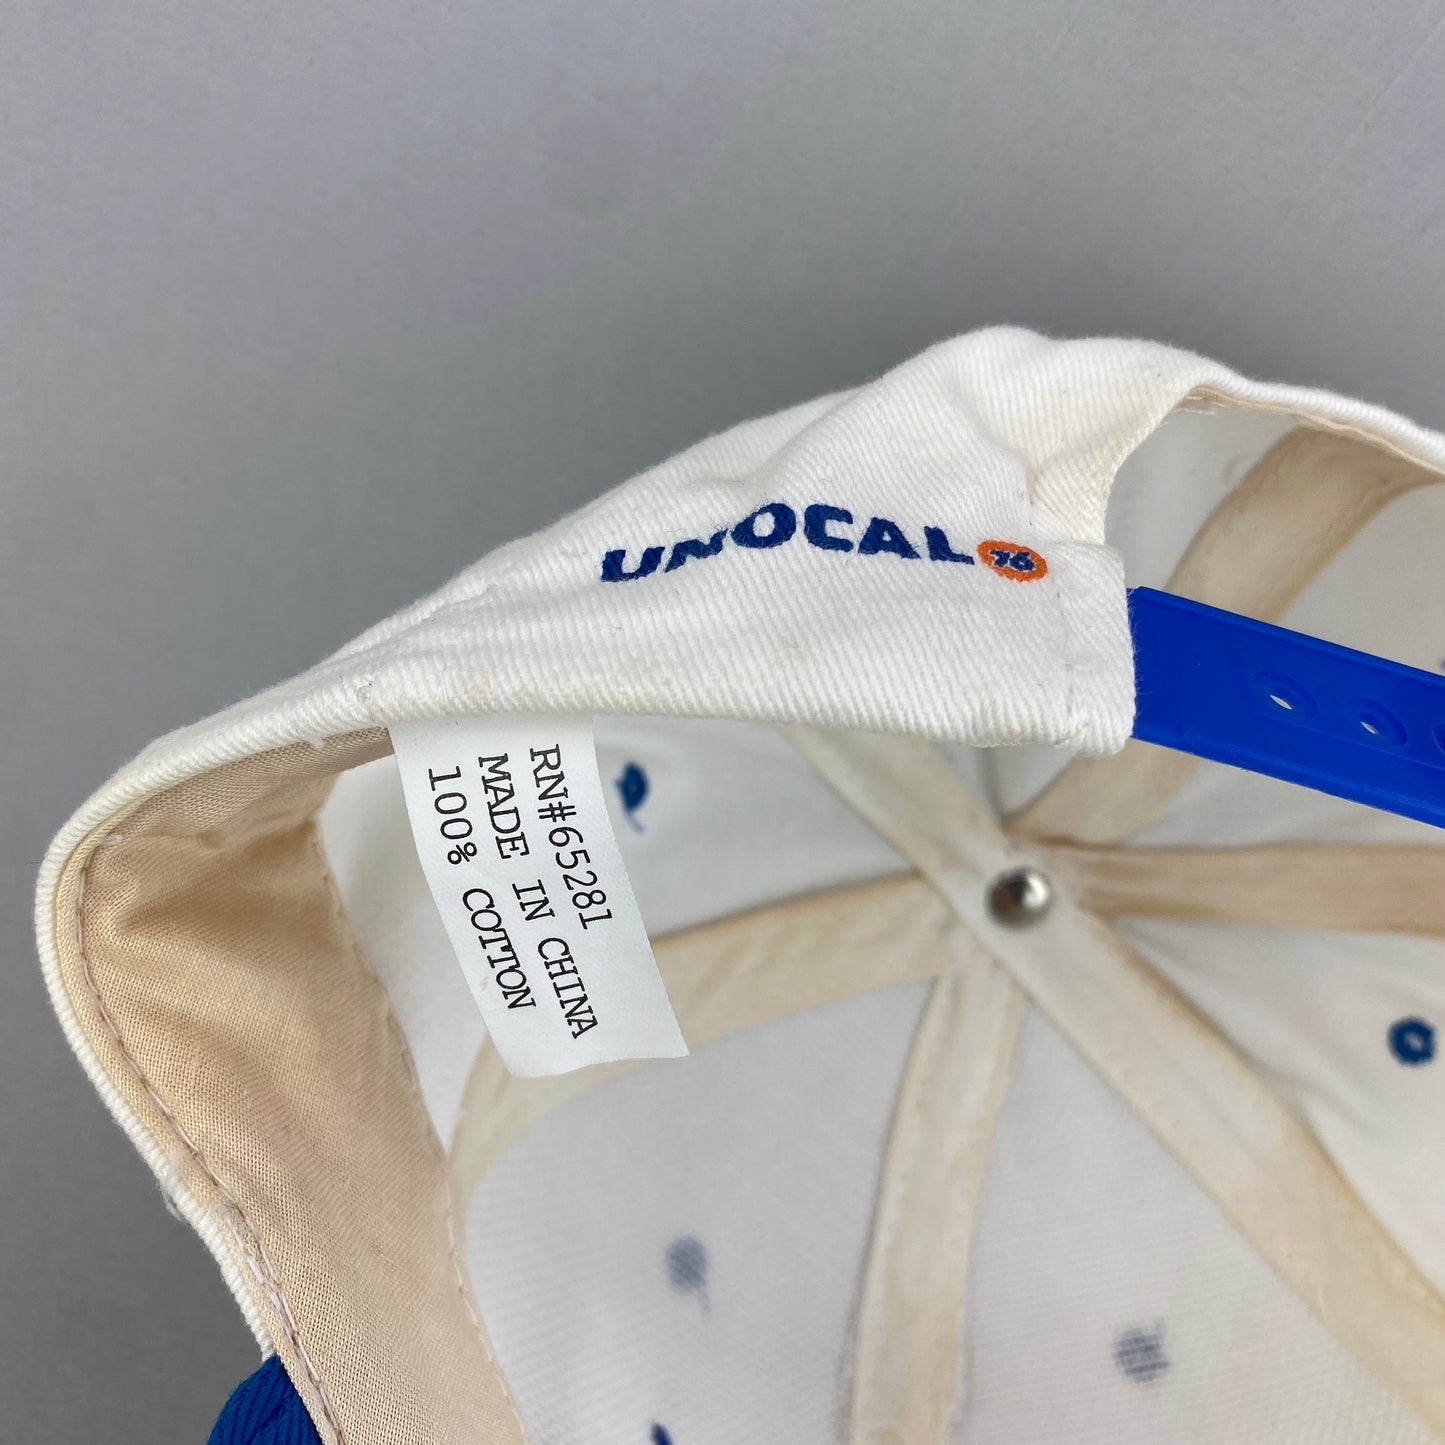 UNOCAL 76
RN#65281
MADE IN CHINA
100% COTTON